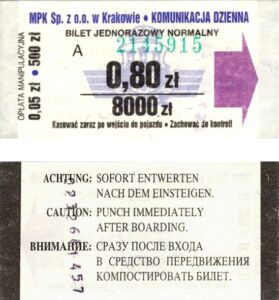 MPK Sp. z o.o. w Krakowie • KOMUNIKACJA DZIENNA
BILET JEDNORAZOWY NORMALNY
A 2145915
0,80 zł
8000 zł
Kasować zaraz po wejściu do pojazdu • Zachować do kontroli
OPŁATA MANIPULACYJNA
0,05 zł • 500 zł
ACHTUNG: SOFORT ENTWERTEN
NACH DEM EINSTEIGEN.
CAUTION: PUNCH IMMEDIATELY
AFTER BOARDING.
ВНИМАНИЕ: СРАЗУ ПОСЛЕ ВХОДА
В СРЕДСТВО ПЕРЕДВИЖЕНИЯ
КОМПОСТИРОВАТЬ БИЛЕТ.